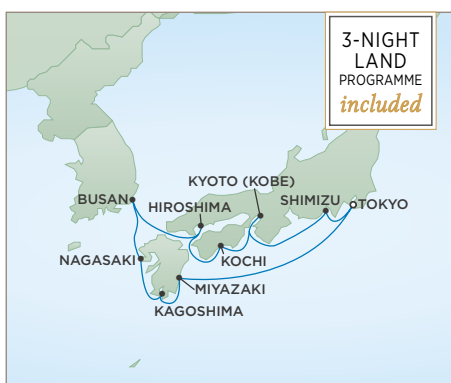 3-NIGHT
LAND
PROGRAMME
included
KYOTO (KOBE)
BUSAN
HIROSHIMA
SHIMIZU
TOKYO
NAGASAKI
KOCHI
MIYAZAKI
KAGOSHIMA